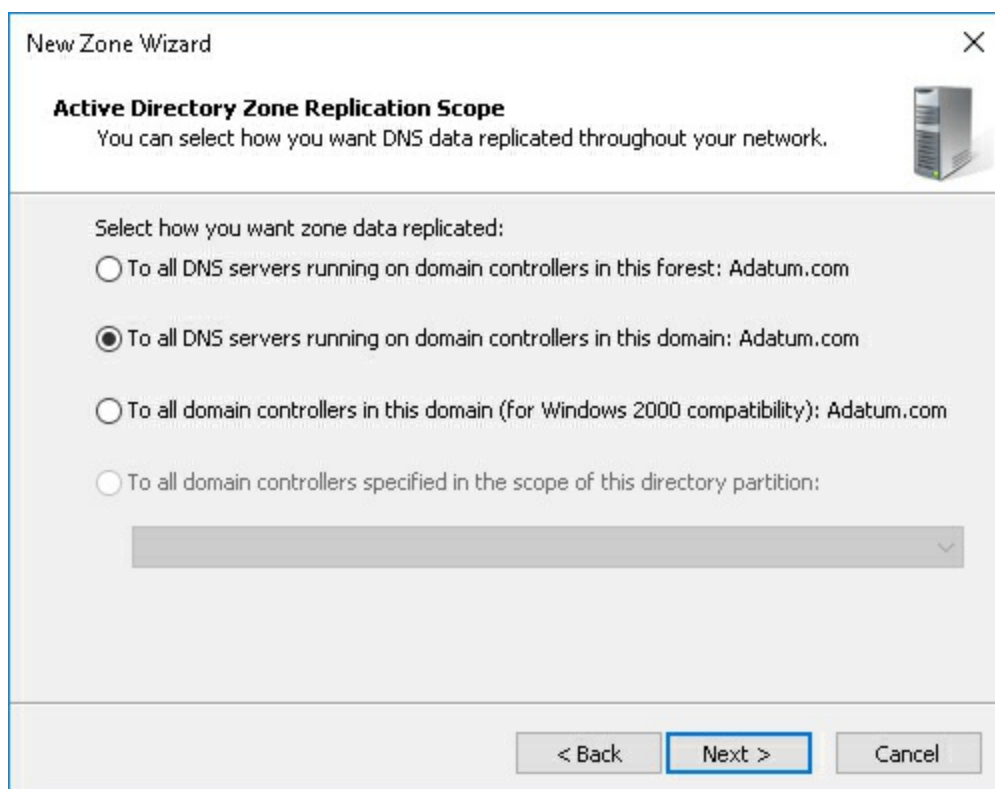 New Zone Wizard
Active Directory Zone Replication Scope
You can select how you want DNS data replicated throughout your network.
Select how you want zone data replicated:
To all DNS servers running on domain controllers in this forest: Adatum.com
To all DNS servers running on domain controllers in this domain: Adatum.com
To all domain controllers in this domain (for Windows 2000 compatibility): Adatum.com
To all domain controllers specified in the scope of this directory partition:
< Back Next > Cancel